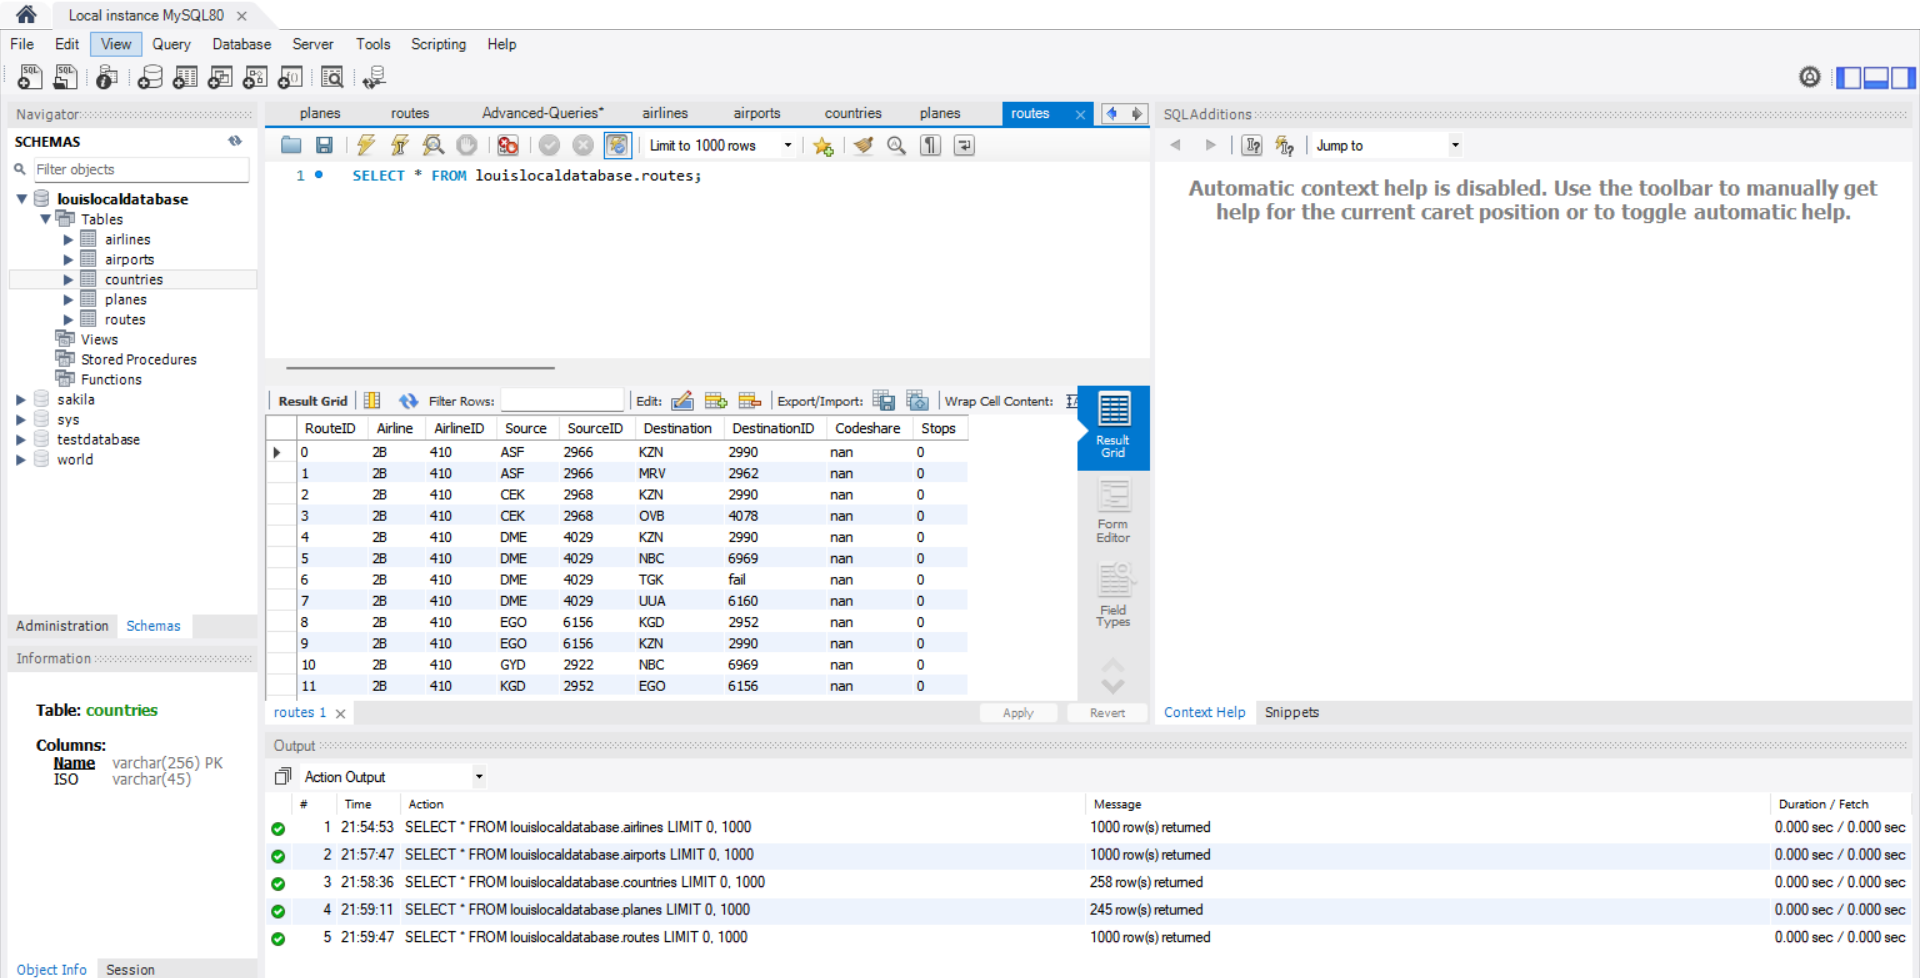 Local instance MySQL80
File Edit View Query Database Server Tools Scripting Help
Navigator
SCHEMAS
Filter objects
louislocaldatabase
Tables
airlines
airports
countries
planes
routes
Views
Stored Procedures
Functions
sakila
sys
testdatabase
world
Administration Schemas
Information
Table: countries
Columns:
Name varchar(256) PK
ISO varchar(45)
Object Info Session
planes routes Advanced-Queries* airlines airports countries planes routes
Limit to 1000 rows
1 SELECT * FROM louislocaldatabase.routes;
Result Grid Filter Rows: Edit: Export/Import: Wrap Cell Content:
RouteID Airline AirlineID Source SourceID Destination DestinationID Codeshare Stops
0 2B 410 ASF 2966 KZN 2990 nan 0
1 2B 410 ASF 2966 MRV 2962 nan 0
2 2B 410 CEK 2968 KZN 2990 nan 0
3 2B 410 CEK 2968 OVB 4078 nan 0
4 2B 410 DME 4029 KZN 2990 nan 0
5 2B 410 DME 4029 NBC 6969 nan 0
6 2B 410 DME 4029 TGK fail nan 0
7 2B 410 DME 4029 UUA 6160 nan 0
8 2B 410 EGO 6156 KGD 2952 nan 0
9 2B 410 EGO 6156 KZN 2990 nan 0
10 2B 410 GYD 2922 NBC 6969 nan 0
11 2B 410 KGD 2952 EGO 6156 nan 0
Result
Grid
Form
Editor
Field
Types
routes 1 Apply Revert
SQLAdditions
Jump to
Automatic context help is disabled. Use the toolbar to manually get
help for the current caret position or to toggle automatic help.
Context Help Snippets
Output
Action Output
# Time Action Message Duration / Fetch
1 21:54:53 SELECT * FROM louislocaldatabase.airlines LIMIT 0, 1000 1000 row(s) returned 0.000 sec / 0.000 sec
2 21:57:47 SELECT * FROM louislocaldatabase.airports LIMIT 0, 1000 1000 row(s) returned 0.000 sec / 0.000 sec
3 21:58:36 SELECT * FROM louislocaldatabase.countries LIMIT 0, 1000 258 row(s) returned 0.000 sec / 0.000 sec
4 21:59:11 SELECT * FROM louislocaldatabase.planes LIMIT 0, 1000 245 row(s) returned 0.000 sec / 0.000 sec
5 21:59:47 SELECT * FROM louislocaldatabase.routes LIMIT 0, 1000 1000 row(s) returned 0.000 sec / 0.000 sec